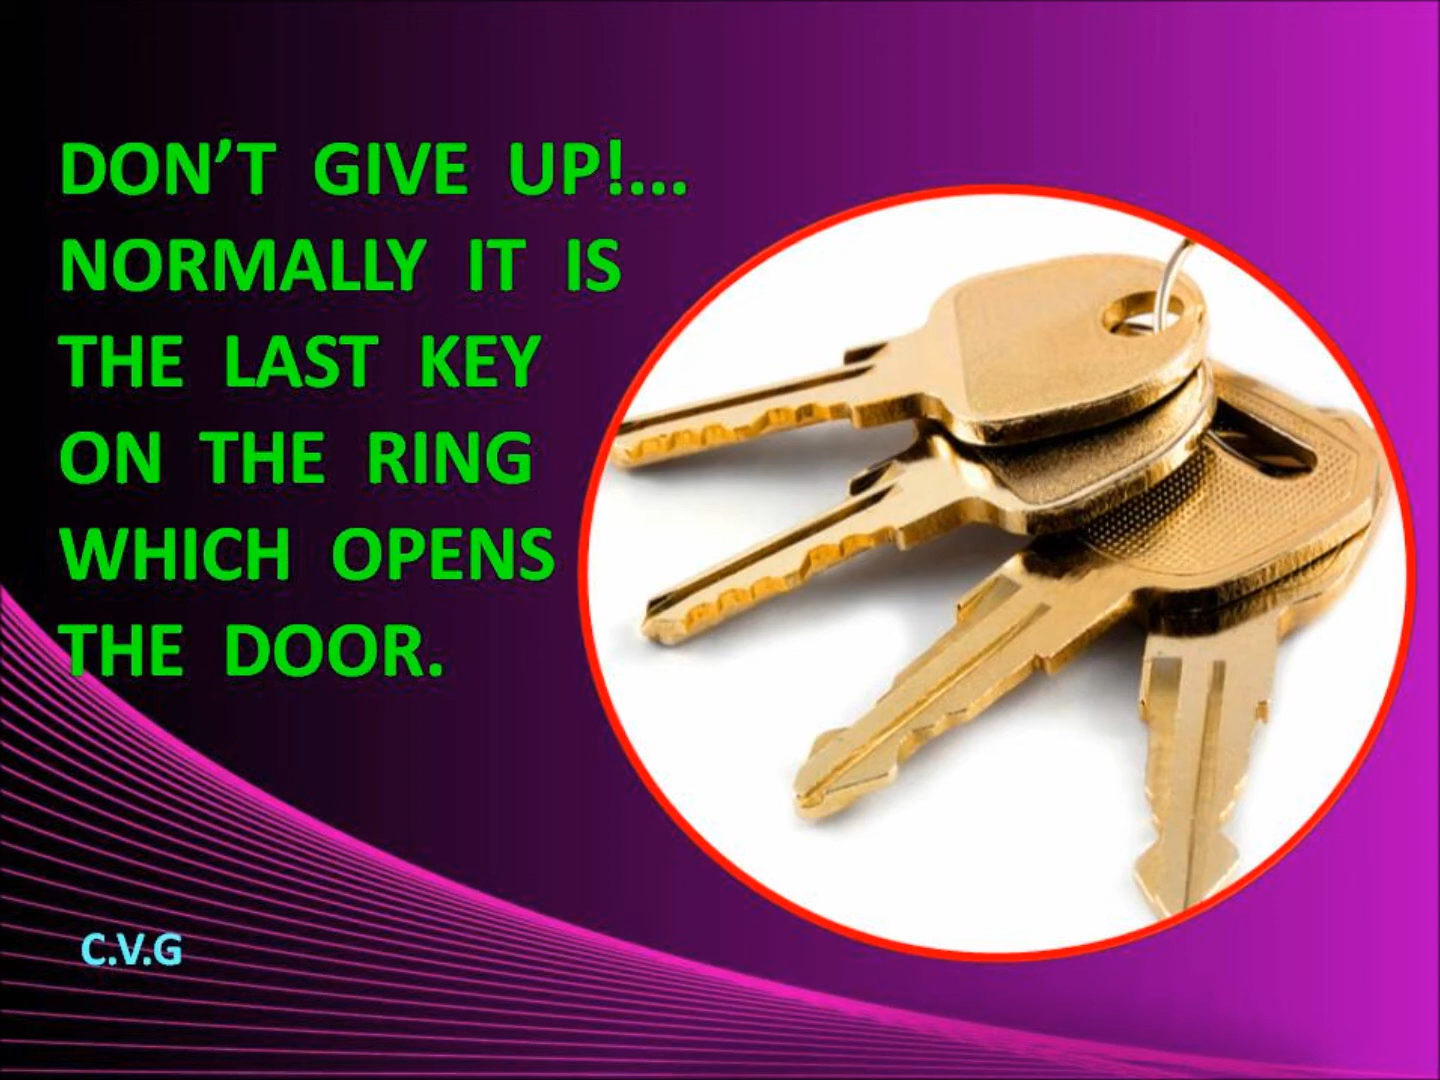 DON’T GIVE UP!...
NORMALLY IT IS
THE LAST KEY
ON THE RING
WHICH OPENS
THE DOOR.
C.V.G